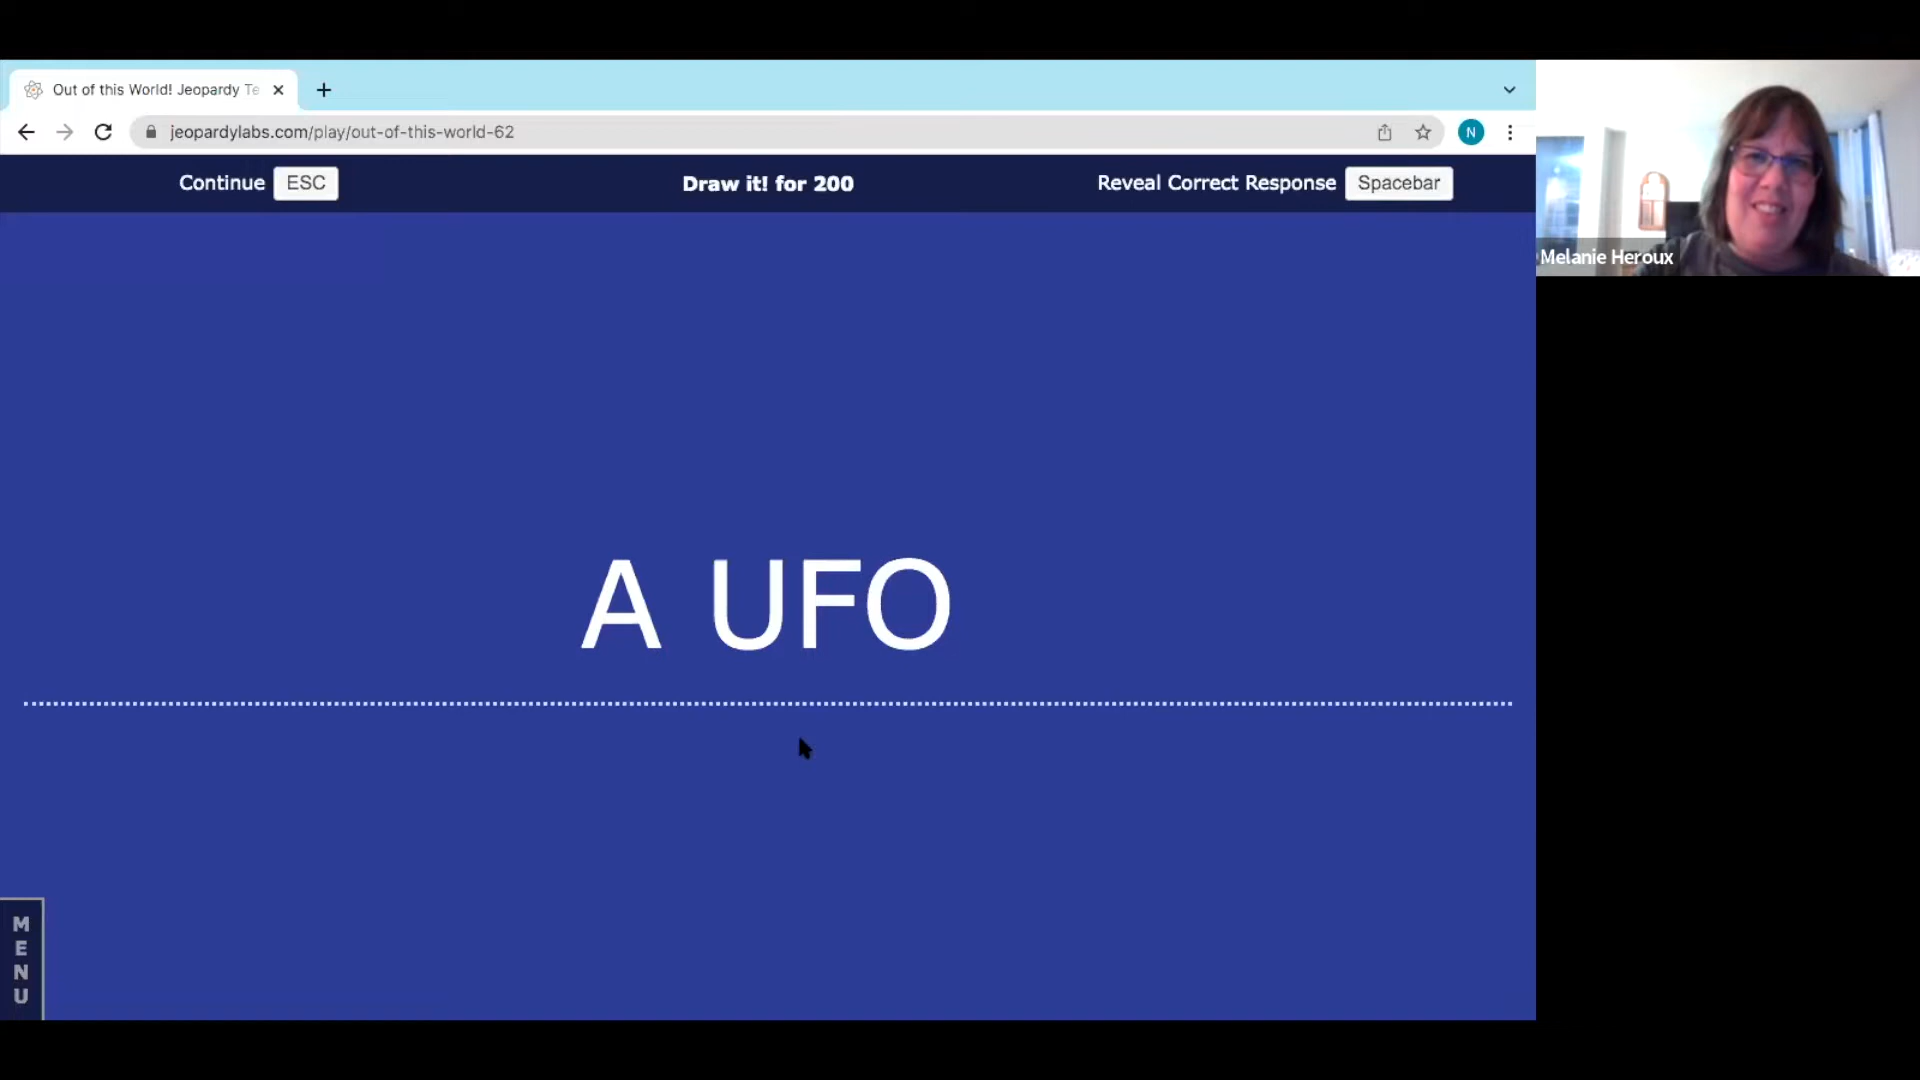 Out of this World! Jeopardy Te
jeopardylabs.com/play/out-of-this-world-62
N
Continue ESC
Draw it! for 200
Reveal Correct Response Spacebar
Melanie Heroux
A UFO
M
E
N
U